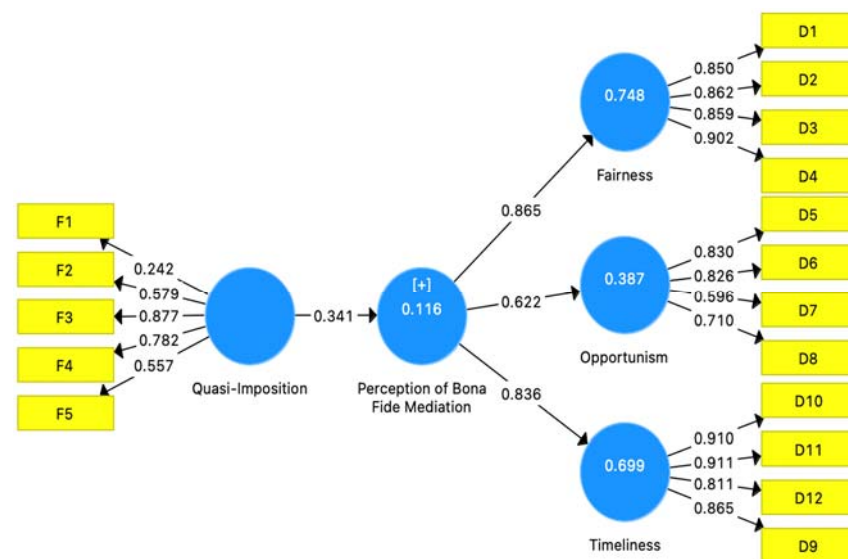 F1
F2
F3
F4
F5
0.242
0.579
0.877
0.782
0.557
Quasi-Imposition
0.341
[+]
0.116
Perception of Bona
Fide Mediation
0.865
0.622
0.836
0.748
Fairness
0.387
Opportunism
0.699
Timeliness
0.850
0.862
0.859
0.902
D1
D2
D3
D4
0.830
0.826
0.596
0.710
D5
D6
D7
D8
0.910
0.911
0.811
0.865
D10
D11
D12
D9